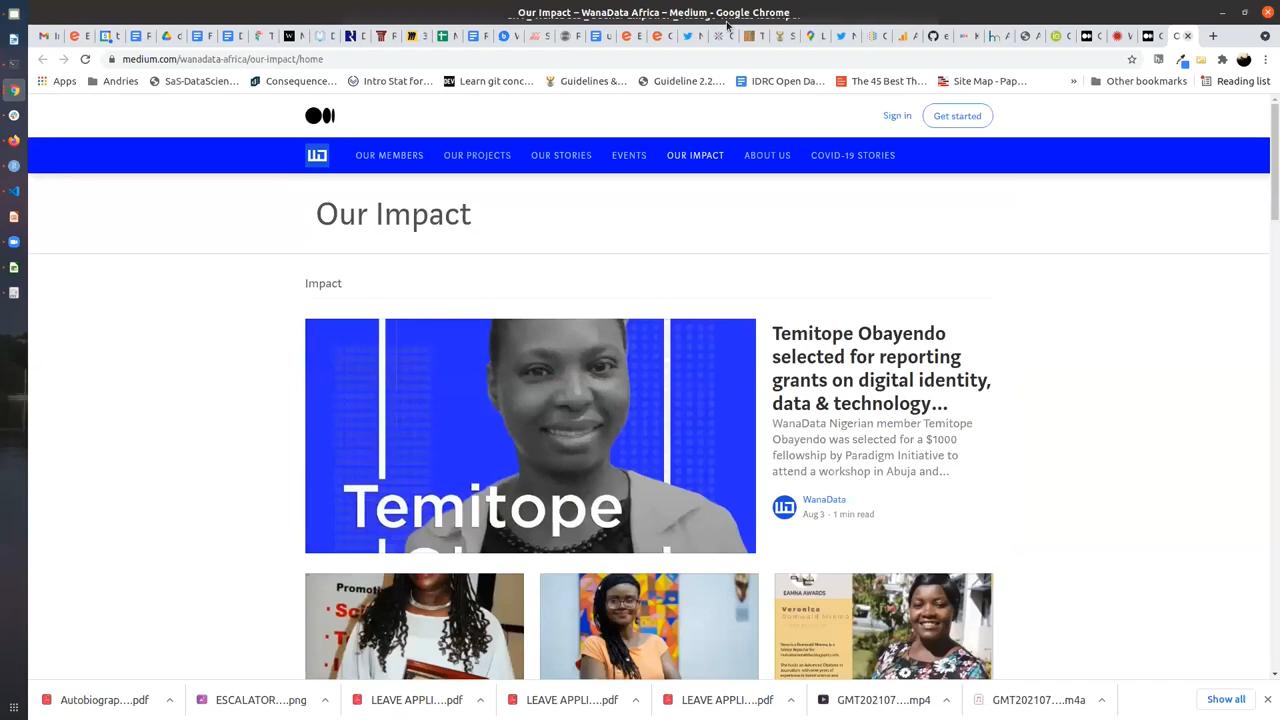 Our Impact – WanaData Africa – Medium - Google Chrome
medium.com/wanadata-africa/our-impact/home
Apps
Andries
SaS-DataScien...
Consequence...
Intro Stat for...
Learn git conc...
Guidelines &...
Guideline 2.2....
IDRC Open Da...
The 45 Best Th...
Site Map - Pap...
»
Other bookmarks
Reading list
Sign in
Get started
OUR MEMBERS
OUR PROJECTS
OUR STORIES
EVENTS
OUR IMPACT
ABOUT US
COVID-19 STORIES
Our Impact
Impact
Temitope
Temitope Obayendo
selected for reporting
grants on digital identity,
data & technology...
WanaData Nigerian member Temitope
Obayendo was selected for a $1000
fellowship by Paradigm Initiative to
attend a workshop in Abuja and...
WanaData
Aug 3 · 1 min read
EAMHA AWARDS
Veronica
Autobiograp....pdf
ESCALATOR....png
LEAVE APPLI....pdf
LEAVE APPLI....pdf
LEAVE APPLI....pdf
GMT202107....mp4
GMT202107....m4a
Show all